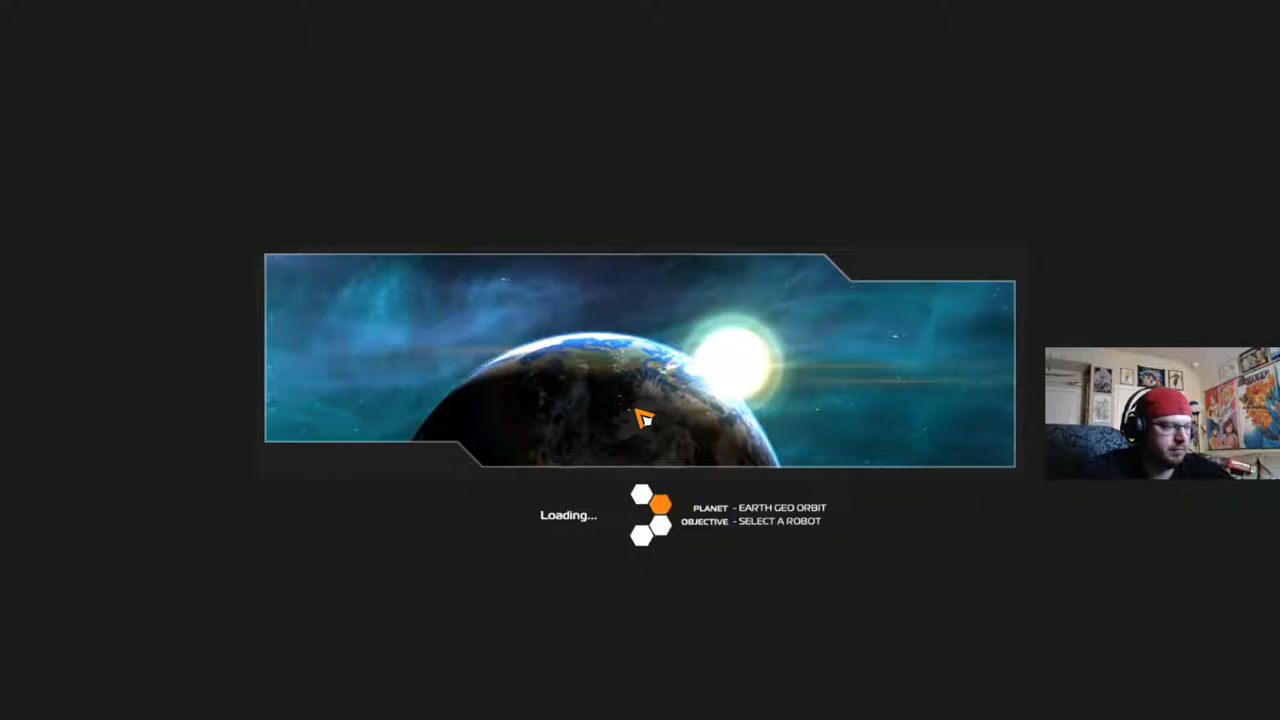 Loading...
PLANET - EARTH GEO ORBIT
OBJECTIVE - SELECT A ROBOT